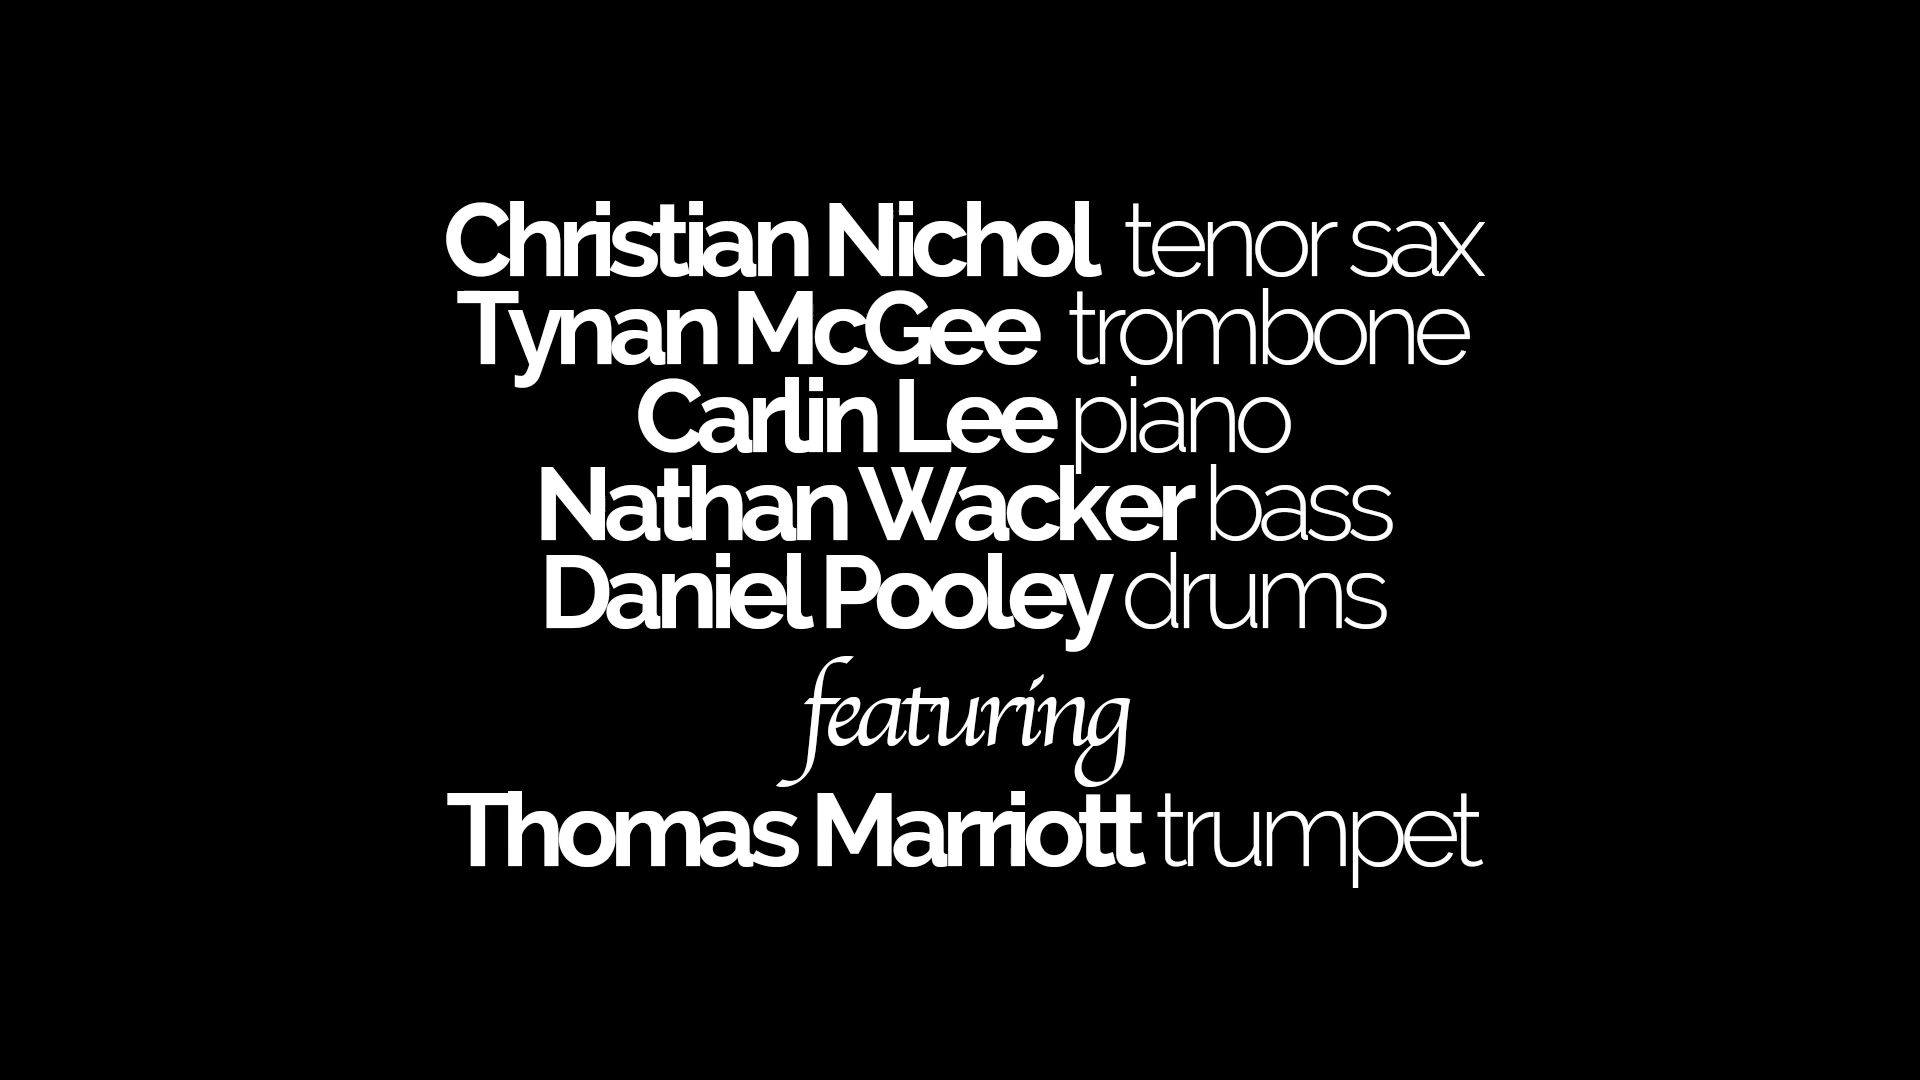 Christian Nichol tenor sax
Tynan McGee trombone
Carlin Lee piano
Nathan Wacker bass
Daniel Pooley drums
featuring
Thomas Marriott trumpet